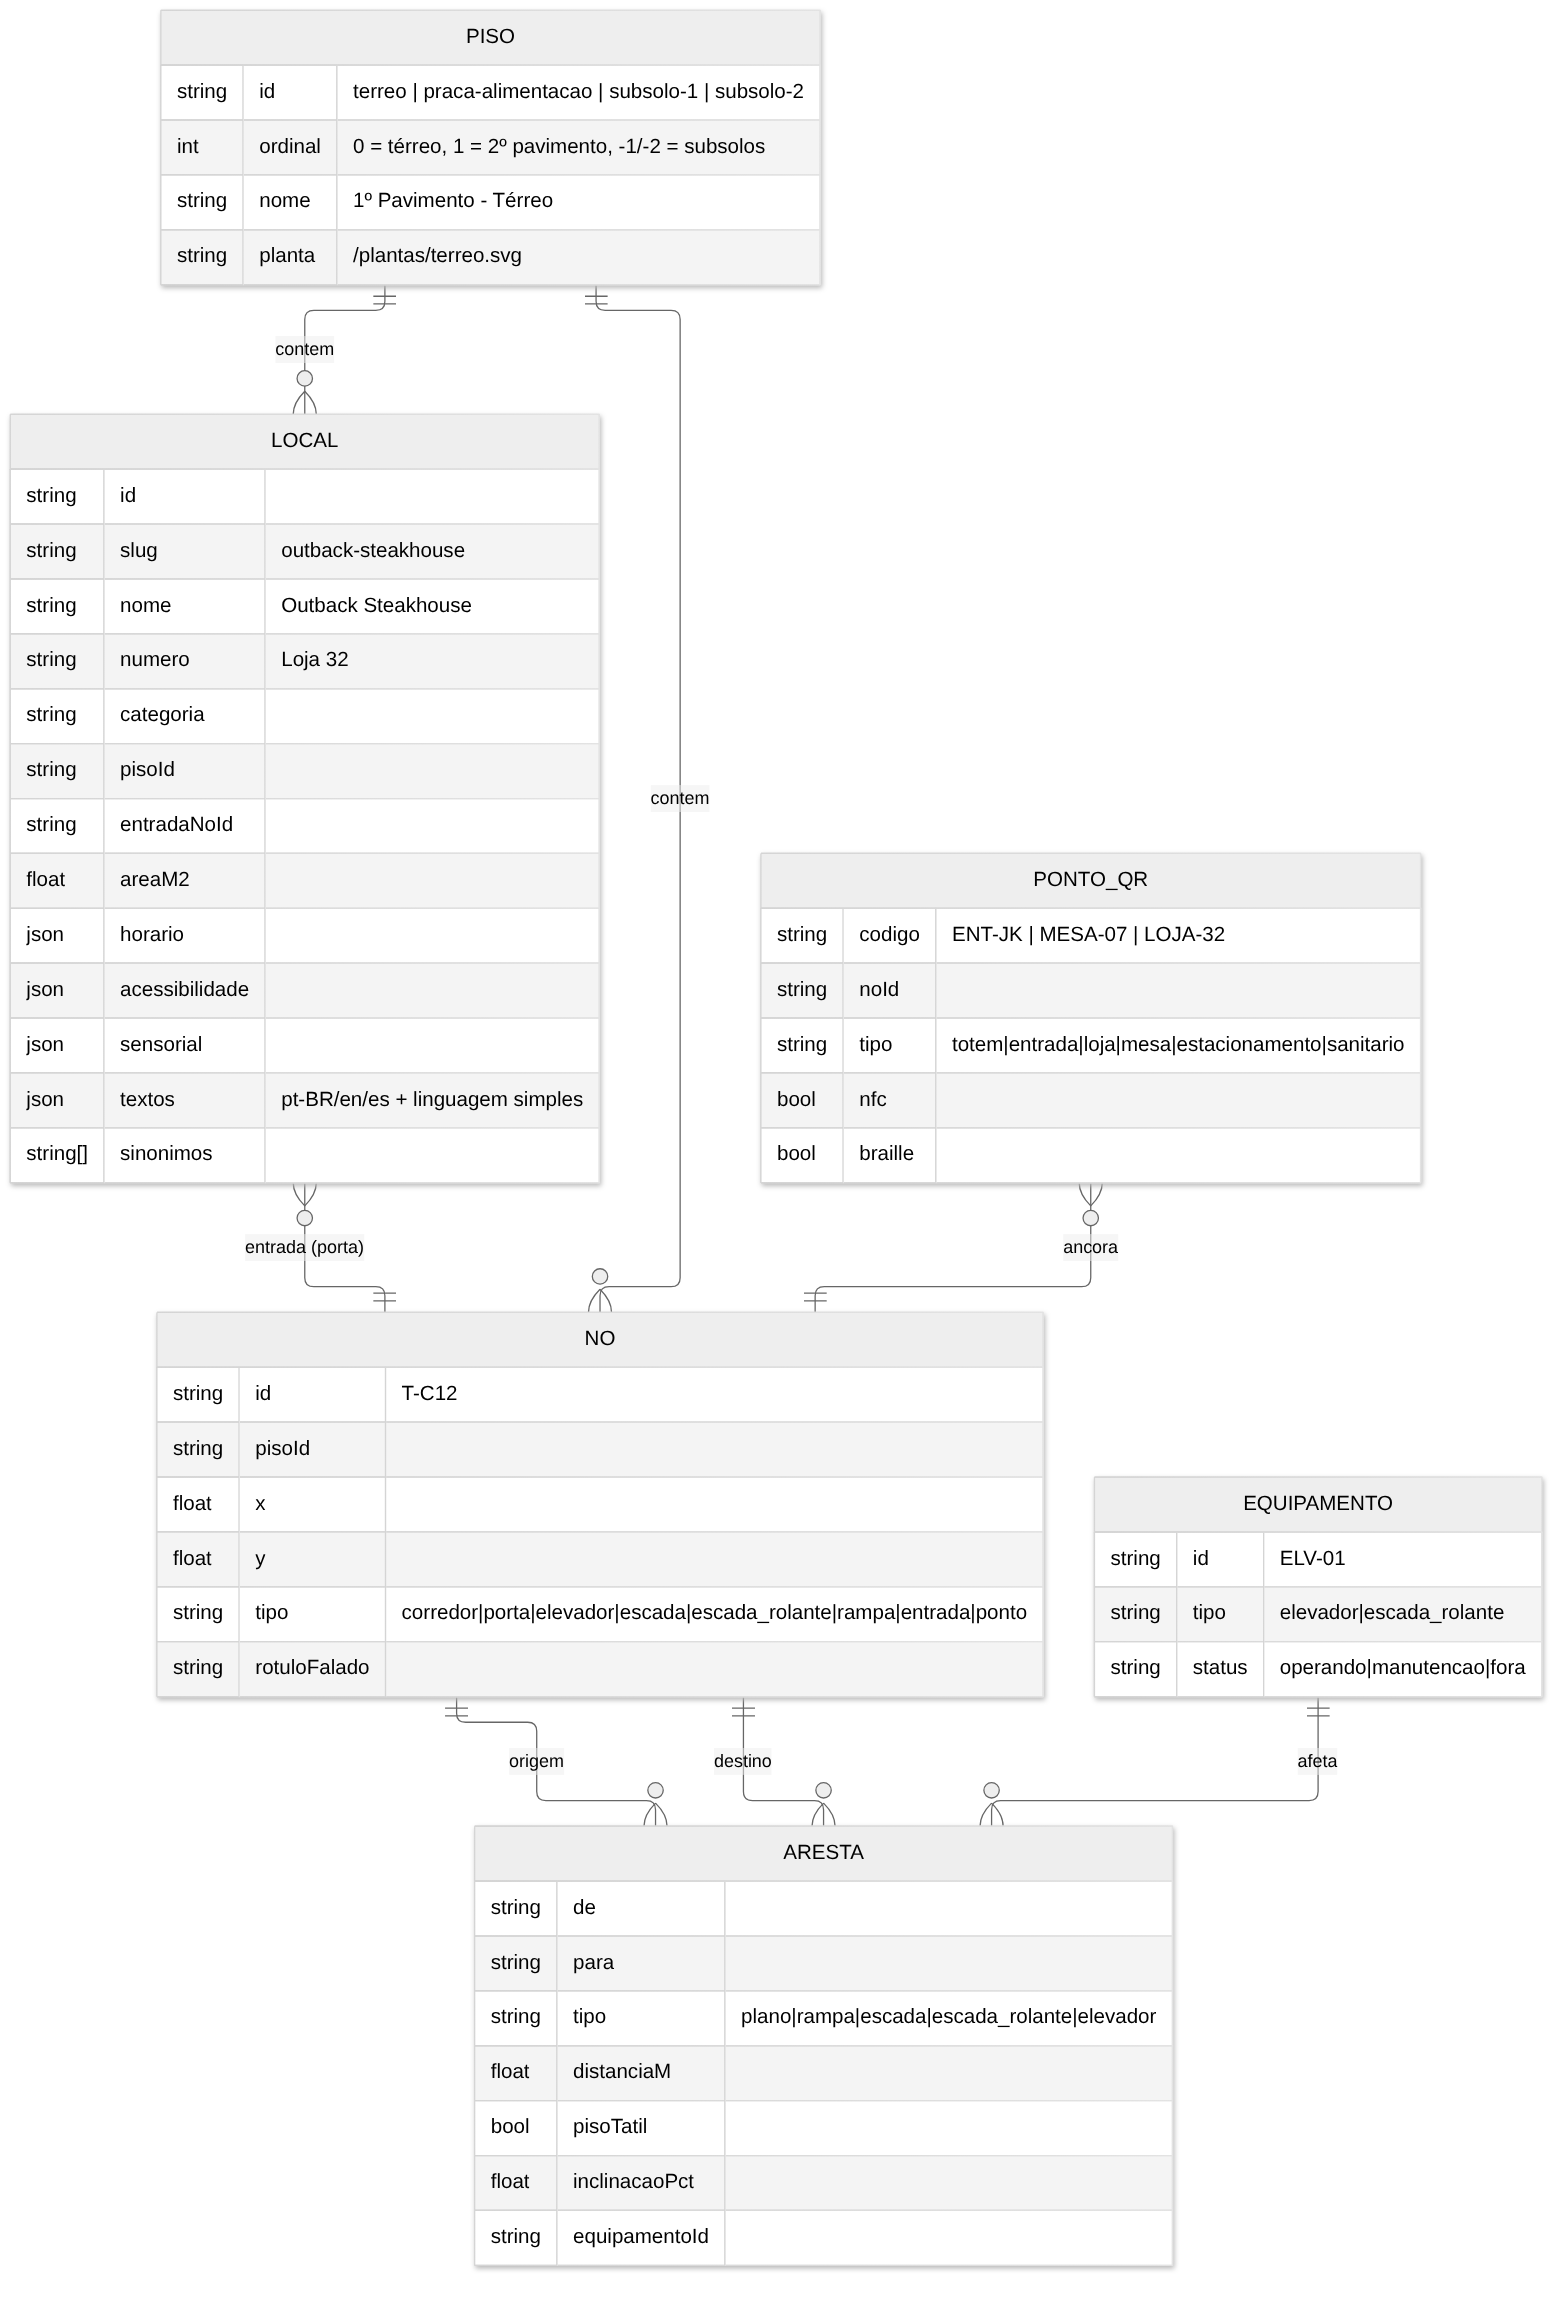 PISO
string id terreo | praca-alimentacao | subsolo-1 | subsolo-2
int ordinal 0 = térreo, 1 = 2º pavimento, -1/-2 = subsolos
string nome 1º Pavimento - Térreo
string planta /plantas/terreo.svg
contem
LOCAL
string id
string slug outback-steakhouse
string nome Outback Steakhouse
string numero Loja 32
string categoria
string pisoId
string entradaNoId
float areaM2
json horario
json acessibilidade
json sensorial
json textos pt-BR/en/es + linguagem simples
string[] sinonimos
contem
PONTO_QR
string codigo ENT-JK | MESA-07 | LOJA-32
string noId
string tipo totem|entrada|loja|mesa|estacionamento|sanitario
bool nfc
bool braille
entrada (porta)
ancora
NO
string id T-C12
string pisoId
float x
float y
string tipo corredor|porta|elevador|escada|escada_rolante|rampa|entrada|ponto
string rotuloFalado
EQUIPAMENTO
string id ELV-01
string tipo elevador|escada_rolante
string status operando|manutencao|fora
origem
destino
afeta
ARESTA
string de
string para
string tipo plano|rampa|escada|escada_rolante|elevador
float distanciaM
bool pisoTatil
float inclinacaoPct
string equipamentoId